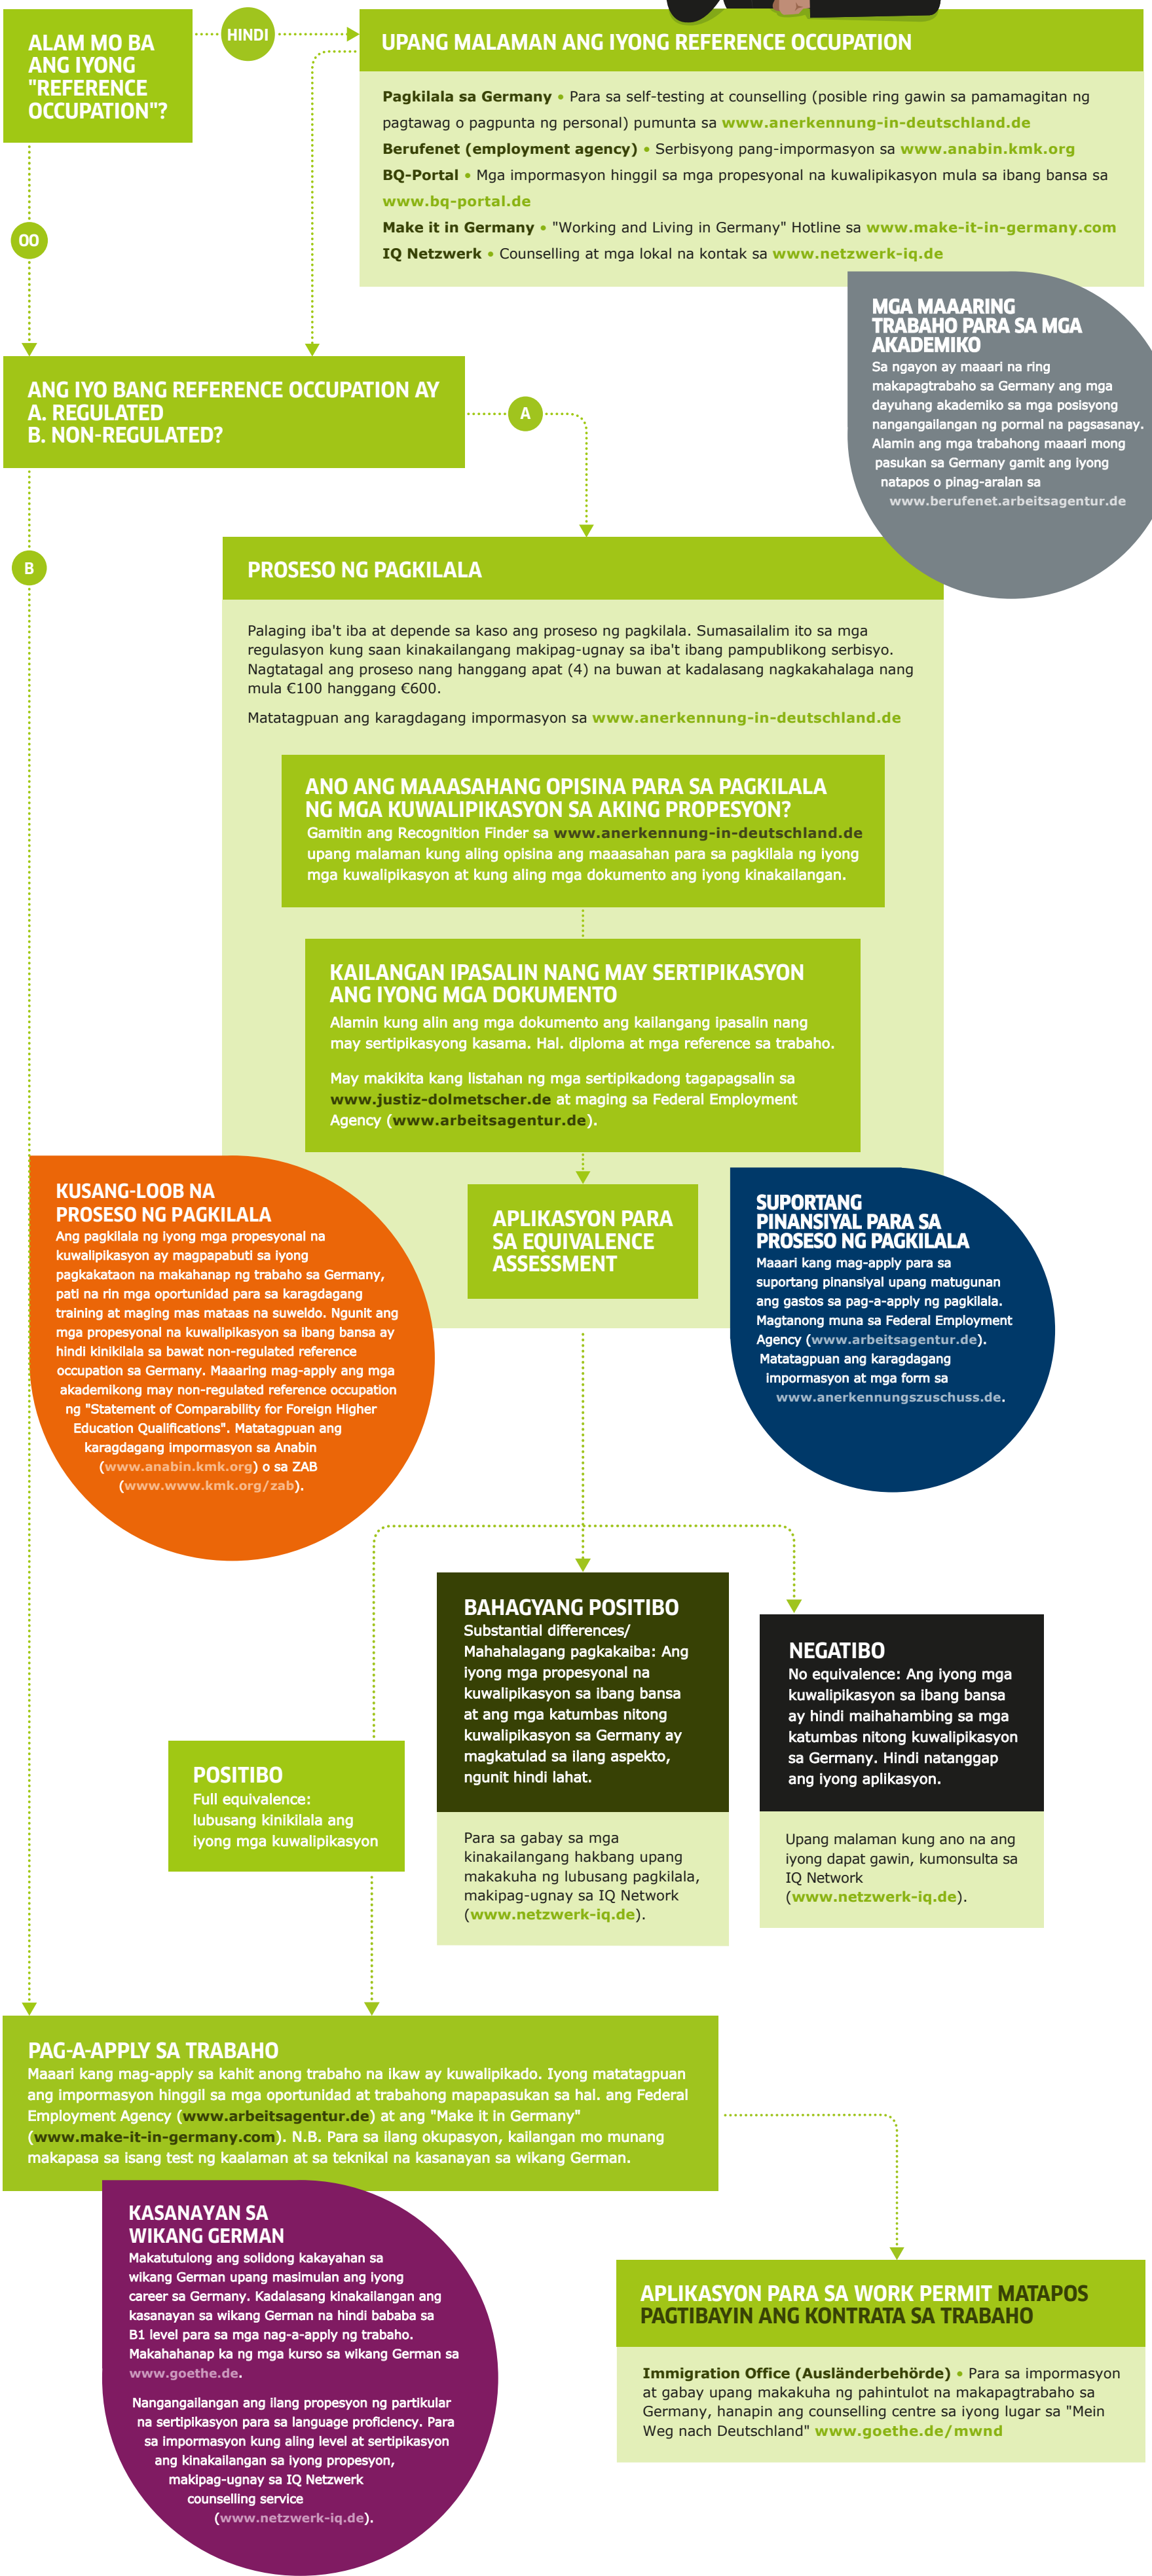 ALAM MO BA
ANG IYONG
"REFERENCE
OCCUPATION"?
HINDI
UPANG MALAMAN ANG IYONG REFERENCE OCCUPATION
Pagkilala sa Germany • Para sa self-testing at counselling (posible ring gawin sa pamamagitan ng
pagtawag o pagpunta ng personal) pumunta sa www.anerkennung-in-deutschland.de
Berufenet (employment agency) • Serbisyong pang-impormasyon sa www.anabin.kmk.org
BQ-Portal • Mga impormasyon hinggil sa mga propesyonal na kuwalipikasyon mula sa ibang bansa sa
www.bq-portal.de
Make it in Germany • "Working and Living in Germany" Hotline sa www.make-it-in-germany.com
IQ Netzwerk • Counselling at mga lokal na kontak sa www.netzwerk-iq.de
OO
MGA MAAARING
TRABAHO PARA SA MGA
AKADEMIKO
Sa ngayon ay maaari na ring
makapagtrabaho sa Germany ang mga
dayuhang akademiko sa mga posisyong
nangangailangan ng pormal na pagsasanay.
Alamin ang mga trabahong maaari mong
pasukan sa Germany gamit ang iyong
natapos o pinag-aralan sa
www.berufenet.arbeitsagentur.de
ANG IYO BANG REFERENCE OCCUPATION AY
A. REGULATED
B. NON-REGULATED?
A
B
PROSESO NG PAGKILALA
Palaging iba't iba at depende sa kaso ang proseso ng pagkilala. Sumasailalim ito sa mga
regulasyon kung saan kinakailangang makipag-ugnay sa iba't ibang pampublikong serbisyo.
Nagtatagal ang proseso nang hanggang apat (4) na buwan at kadalasang nagkakahalaga nang
mula €100 hanggang €600.
Matatagpuan ang karagdagang impormasyon sa www.anerkennung-in-deutschland.de
ANO ANG MAAASAHANG OPISINA PARA SA PAGKILALA
NG MGA KUWALIPIKASYON SA AKING PROPESYON?
Gamitin ang Recognition Finder sa www.anerkennung-in-deutschland.de
upang malaman kung aling opisina ang maaasahan para sa pagkilala ng iyong
mga kuwalipikasyon at kung aling mga dokumento ang iyong kinakailangan.
KAILANGAN IPASALIN NANG MAY SERTIPIKASYON
ANG IYONG MGA DOKUMENTO
Alamin kung alin ang mga dokumento ang kailangang ipasalin nang
may sertipikasyong kasama. Hal. diploma at mga reference sa trabaho.
May makikita kang listahan ng mga sertipikadong tagapagsalin sa
www.justiz-dolmetscher.de at maging sa Federal Employment
Agency (www.arbeitsagentur.de).
KUSANG-LOOB NA
PROSESO NG PAGKILALA
Ang pagkilala ng iyong mga propesyonal na
kuwalipikasyon ay magpapabuti sa iyong
pagkakataon na makahanap ng trabaho sa Germany,
pati na rin mga oportunidad para sa karagdagang
training at maging mas mataas na suweldo. Ngunit ang
mga propesyonal na kuwalipikasyon sa ibang bansa ay
hindi kinikilala sa bawat non-regulated reference
occupation sa Germany. Maaaring mag-apply ang mga
akademikong may non-regulated reference occupation
ng "Statement of Comparability for Foreign Higher
Education Qualifications". Matatagpuan ang
karagdagang impormasyon sa Anabin
(www.anabin.kmk.org) o sa ZAB
(www.www.kmk.org/zab).
APLIKASYON PARA
SA EQUIVALENCE
ASSESSMENT
SUPORTANG
PINANSIYAL PARA SA
PROSESO NG PAGKILALA
Maaari kang mag-apply para sa
suportang pinansiyal upang matugunan
ang gastos sa pag-a-apply ng pagkilala.
Magtanong muna sa Federal Employment
Agency (www.arbeitsagentur.de).
Matatagpuan ang karagdagang
impormasyon at mga form sa
www.anerkennungszuschuss.de.
BAHAGYANG POSITIBO
Substantial differences/
Mahahalagang pagkakaiba: Ang
iyong mga propesyonal na
kuwalipikasyon sa ibang bansa
at ang mga katumbas nitong
kuwalipikasyon sa Germany ay
magkatulad sa ilang aspekto,
ngunit hindi lahat.
Para sa gabay sa mga
kinakailangang hakbang upang
makakuha ng lubusang pagkilala,
makipag-ugnay sa IQ Network
(www.netzwerk-iq.de).
NEGATIBO
No equivalence: Ang iyong mga
kuwalipikasyon sa ibang bansa
ay hindi maihahambing sa mga
katumbas nitong kuwalipikasyon
sa Germany. Hindi natanggap
ang iyong aplikasyon.
Upang malaman kung ano na ang
iyong dapat gawin, kumonsulta sa
IQ Network
(www.netzwerk-iq.de).
POSITIBO
Full equivalence:
lubusang kinikilala ang
iyong mga kuwalipikasyon
PAG-A-APPLY SA TRABAHO
Maaari kang mag-apply sa kahit anong trabaho na ikaw ay kuwalipikado. Iyong matatagpuan
ang impormasyon hinggil sa mga oportunidad at trabahong mapapasukan sa hal. ang Federal
Employment Agency (www.arbeitsagentur.de) at ang "Make it in Germany"
(www.make-it-in-germany.com). N.B. Para sa ilang okupasyon, kailangan mo munang
makapasa sa isang test ng kaalaman at sa teknikal na kasanayan sa wikang German.
KASANAYAN SA
WIKANG GERMAN
Makatutulong ang solidong kakayahan sa
wikang German upang masimulan ang iyong
career sa Germany. Kadalasang kinakailangan ang
kasanayan sa wikang German na hindi bababa sa
B1 level para sa mga nag-a-apply ng trabaho.
Makahahanap ka ng mga kurso sa wikang German sa
www.goethe.de.
Nangangailangan ang ilang propesyon ng partikular
na sertipikasyon para sa language proficiency. Para
sa impormasyon kung aling level at sertipikasyon
ang kinakailangan sa iyong propesyon,
makipag-ugnay sa IQ Netzwerk
counselling service
(www.netzwerk-iq.de).
APLIKASYON PARA SA WORK PERMIT MATAPOS
PAGTIBAYIN ANG KONTRATA SA TRABAHO
Immigration Office (Ausländerbehörde) • Para sa impormasyon
at gabay upang makakuha ng pahintulot na makapagtrabaho sa
Germany, hanapin ang counselling centre sa iyong lugar sa "Mein
Weg nach Deutschland" www.goethe.de/mwnd